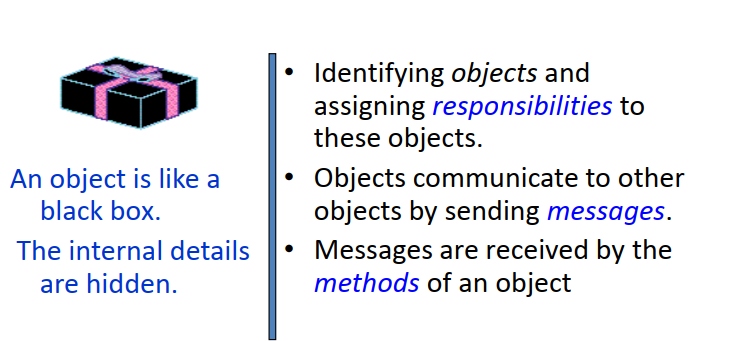 An object is like a
black box.
The internal details
are hidden.
• Identifying objects and
assigning responsibilities to
these objects.
• Objects communicate to other
objects by sending messages.
• Messages are received by the
methods of an object